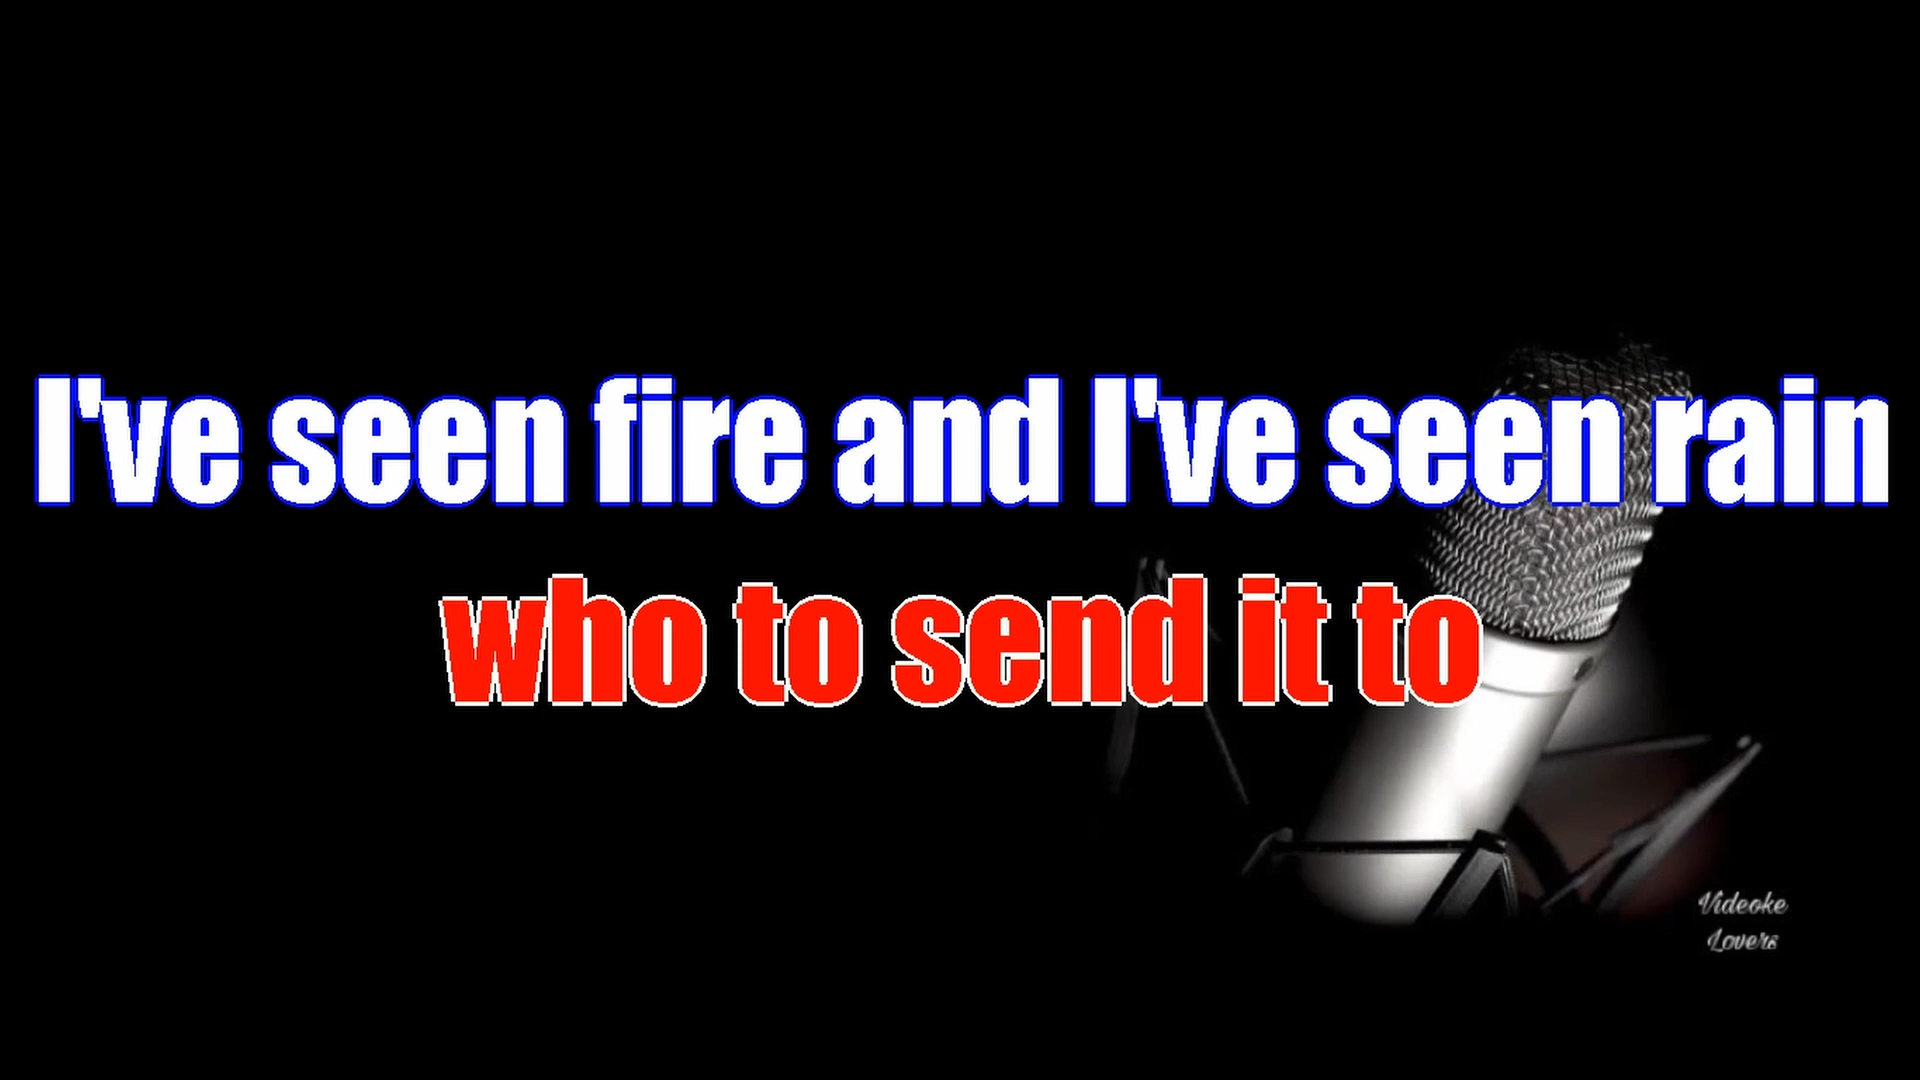 I've seen fire and I've seen rain
who to send it to
Videoke
Lovers